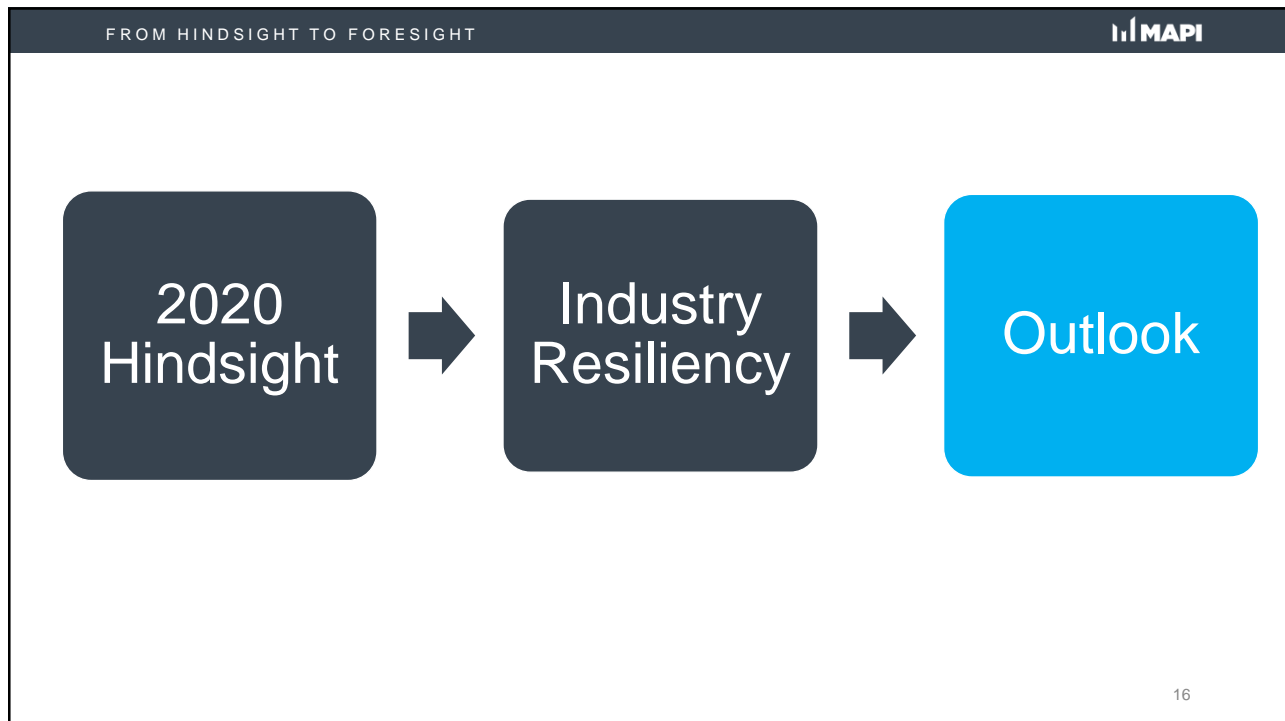 FROM HINDSIGHT TO FORESIGHT
MAPI
2020
Hindsight
Industry
Resiliency
Outlook
16